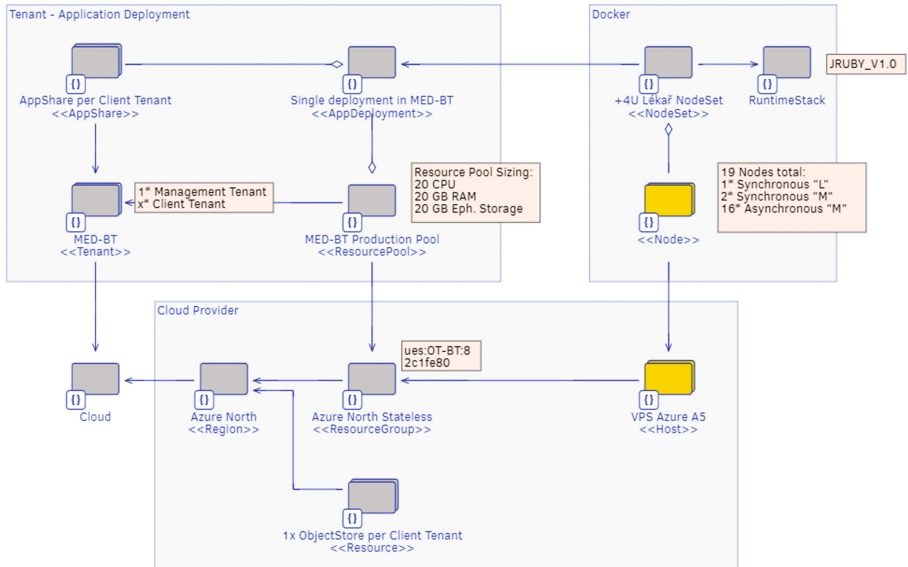 Tenant - Application Deployment
Docker
{}
AppShare per Client Tenant
<<AppShare>>
{}
Single deployment in MED-BT
<<AppDeployment>>
{}
+4U Lékař NodeSet
<<NodeSet>>
{}
RuntimeStack
JRUBY_V1.0
{}
MED-BT
<<Tenant>>
1* Management Tenant
x* Client Tenant
{}
MED-BT Production Pool
<<ResourcePool>>
Resource Pool Sizing:
20 CPU
20 GB RAM
20 GB Eph. Storage
{}
<<Node>>
19 Nodes total:
1* Synchronous "L"
2* Synchronous "M"
16* Asynchronous "M"
Cloud Provider
{}
Cloud
{}
Azure North
<<Region>>
ues:OT-BT:8
2c1fe80
{}
Azure North Stateless
<<ResourceGroup>>
{}
VPS Azure A5
<<Host>>
{}
1x ObjectStore per Client Tenant
<<Resource>>